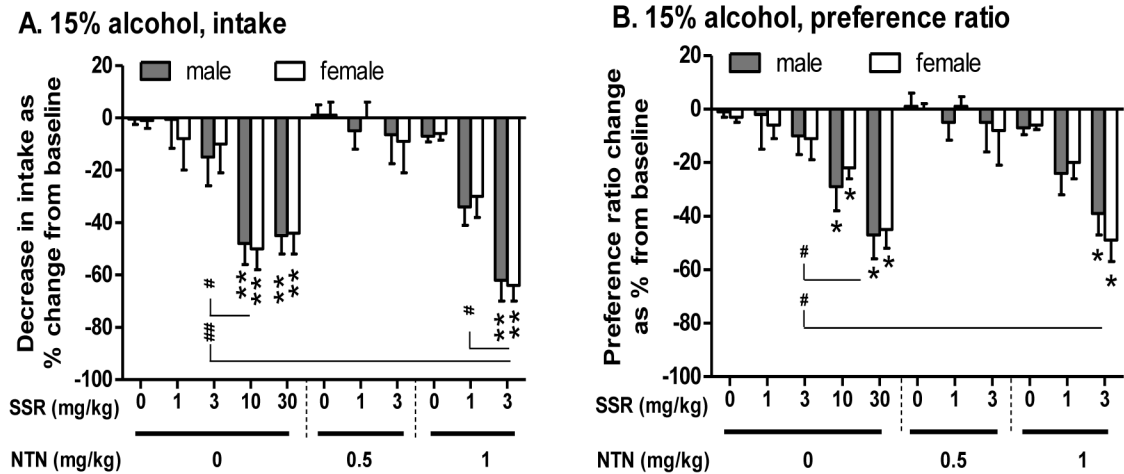 A. 15% alcohol, intake
male female
Decrease in intake as
% change from baseline
20
0
-20
-40
-60
-80
-100
# ## ** ** ** ** # ** **
SSR (mg/kg) 0 1 3 10 30 0 1 3 0 1 3
NTN (mg/kg) 0 0.5 1
B. 15% alcohol, preference ratio
male female
Preference ratio change
as % from baseline
20
0
-20
-40
-60
-80
-100
* * # # * * * *
SSR (mg/kg) 0 1 3 10 30 0 1 3 0 1 3
NTN (mg/kg) 0 0.5 1